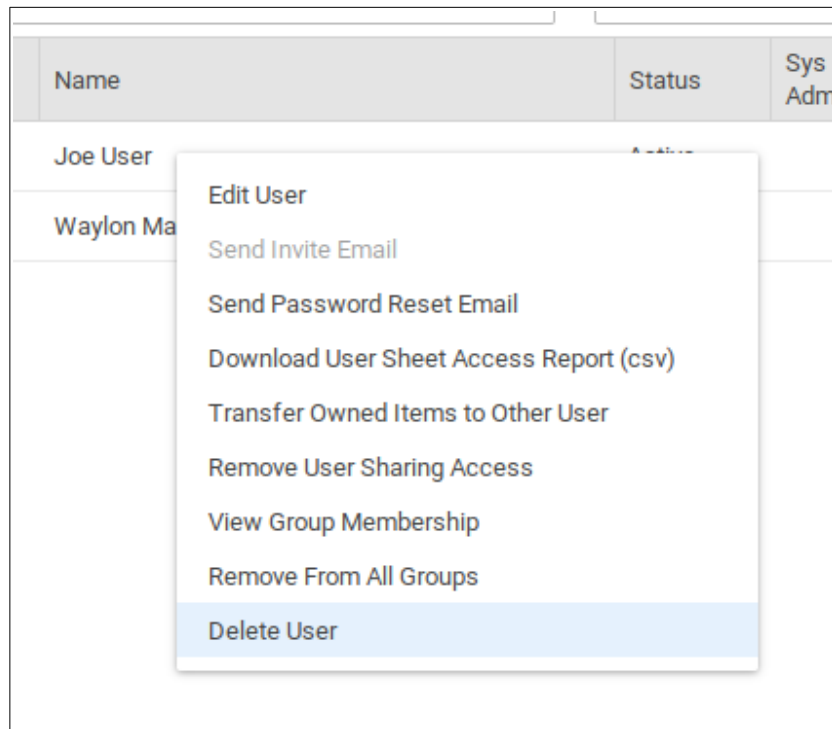 Name Status Sys
Adm
Joe User
Waylon Ma
Edit User
Send Invite Email
Send Password Reset Email
Download User Sheet Access Report (csv)
Transfer Owned Items to Other User
Remove User Sharing Access
View Group Membership
Remove From All Groups
Delete User